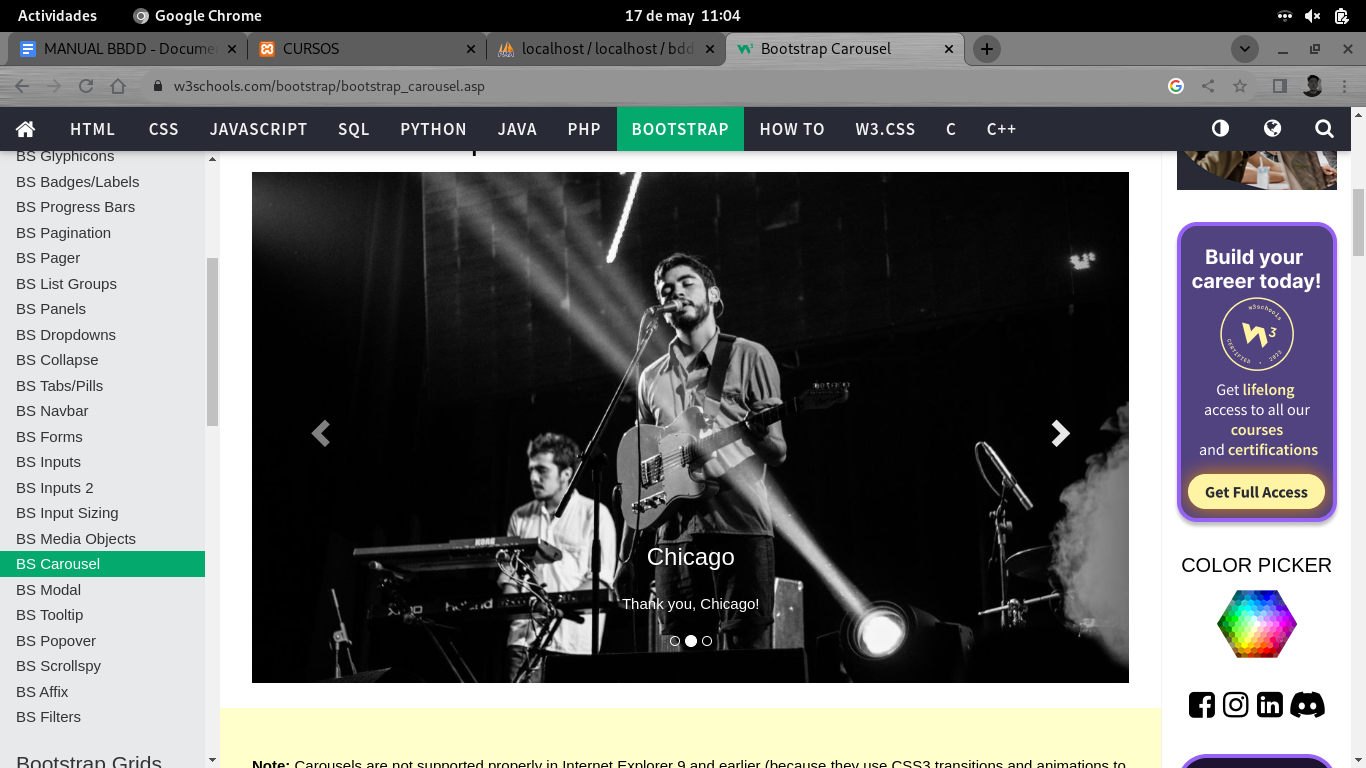 Actividades
Google Chrome
17 de may 11:04
MANUAL BBDD - Docume
CURSOS
localhost / localhost / bdd
Bootstrap Carousel
w3schools.com/bootstrap/bootstrap_carousel.asp
HTML
CSS
JAVASCRIPT
SQL
PYTHON
JAVA
PHP
BOOTSTRAP
HOW TO
W3.CSS
C
C++
BS Glyphicons
BS Badges/Labels
BS Progress Bars
BS Pagination
BS Pager
BS List Groups
BS Panels
BS Dropdowns
BS Collapse
BS Tabs/Pills
BS Navbar
BS Forms
BS Inputs
BS Inputs 2
BS Input Sizing
BS Media Objects
BS Carousel
BS Modal
BS Tooltip
BS Popover
BS Scrollspy
BS Affix
BS Filters
Bootstrap Grids
KORG
Chicago
Thank you, Chicago!
Note: Carousels are not supported properly in Internet Explorer 9 and earlier (because they use CSS3 transitions and animations to
Build your
career today!
w3schools
CERTIFIED . 2023
Get lifelong
access to all our
courses
and certifications
Get Full Access
COLOR PICKER